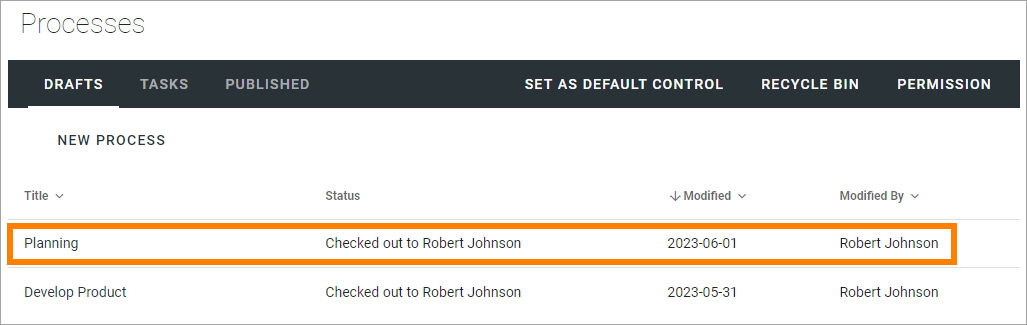 Processes
DRAFTS TASKS PUBLISHED SET AS DEFAULT CONTROL RECYCLE BIN PERMISSION
NEW PROCESS
Title Status Modified Modified By
Planning Checked out to Robert Johnson 2023-06-01 Robert Johnson
Develop Product Checked out to Robert Johnson 2023-05-31 Robert Johnson